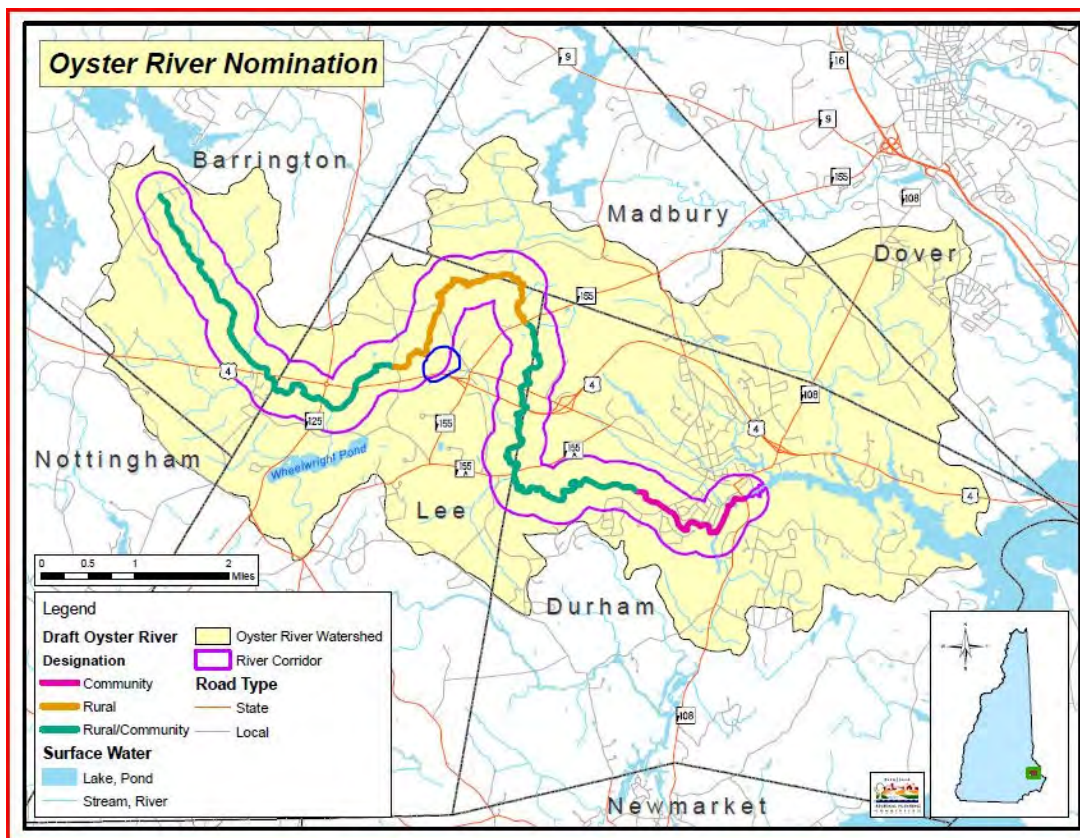 Oyster River Nomination
9
16
9
Barrington
155
Madbury
108
Dover
155
4
4
125
155
108
Wheelwright Pond
155
A
4
Nottingham
155
A
4
Lee
0 0.5 1 2
Miles
Durham
108
Newmarket
Legend
Draft Oyster River
Designation
Community
Rural
Rural/Community
Surface Water
Lake, Pond
Stream, River
Oyster River Watershed
River Corridor
Road Type
State
Local